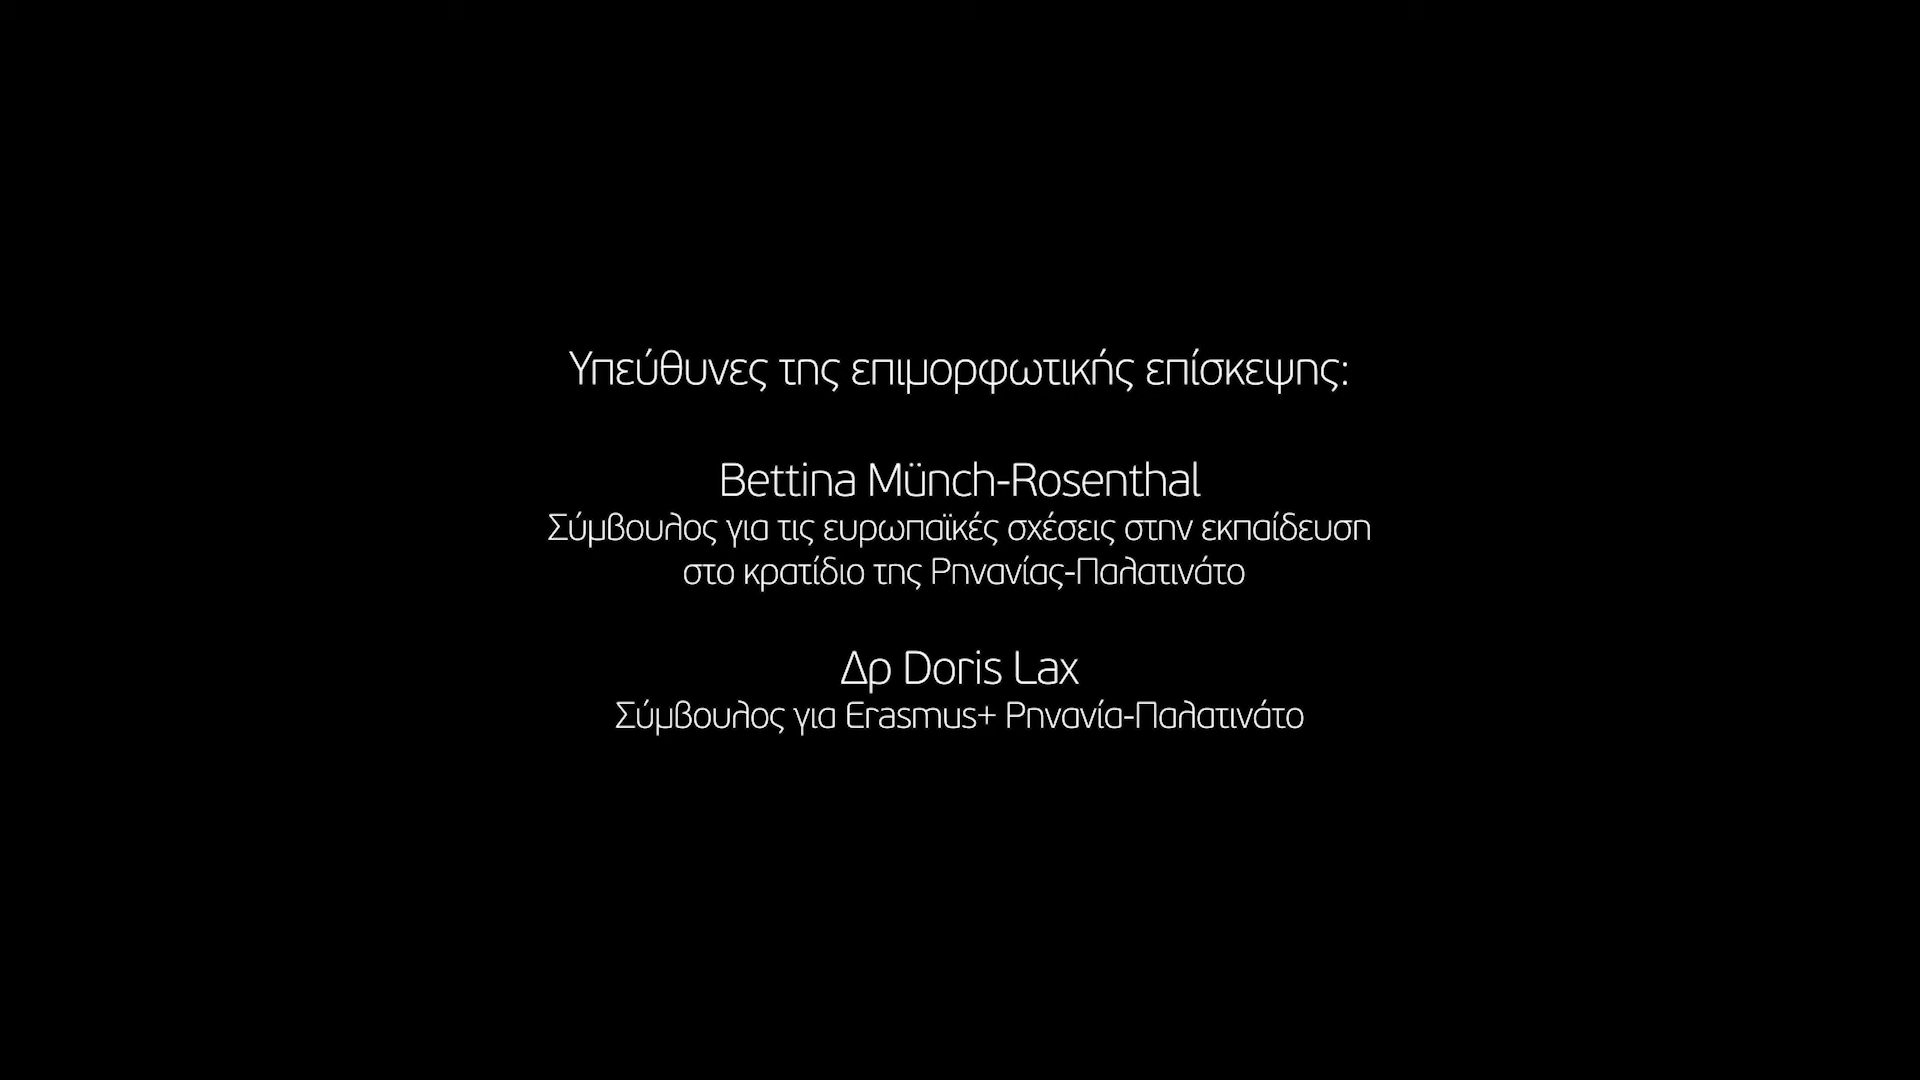 Υπεύθυνες της επιμορφωτικής επίσκεψης:
Bettina Münch-Rosenthal
Σύμβουλος για τις ευρωπαϊκές σχέσεις στην εκπαίδευση
στο κρατίδιο της Ρηνανίας-Παλατινάτο
Δρ Doris Lax
Σύμβουλος για Erasmus+ Ρηνανία-Παλατινάτο